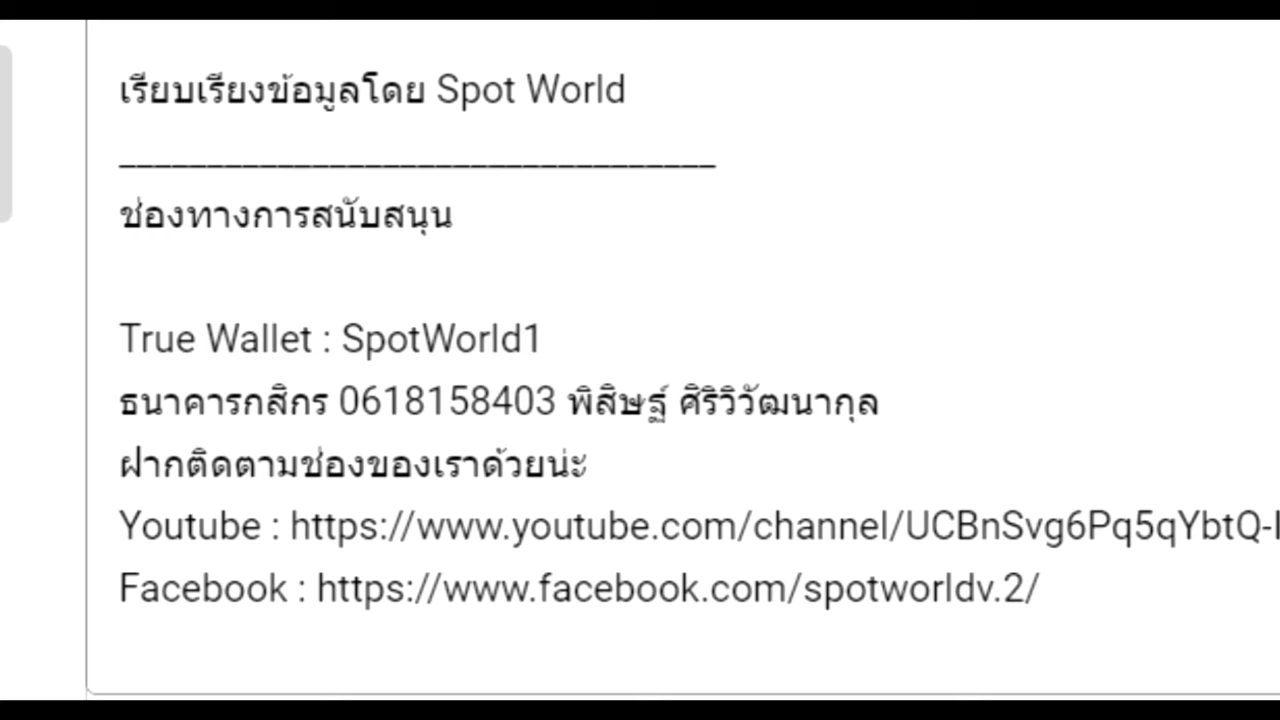 เรียบเรียงข้อมูลโดย Spot World
__________________________________
ช่องทางการสนับสนุน
True Wallet : SpotWorld1
ธนาคารกสิกร 0618158403 พิสิษฐ์ ศิริวิวัฒนากุล
ฝากติดตามช่องของเราด้วยน่ะ
Youtube : https://www.youtube.com/channel/UCBnSvg6Pq5qYbtQ-
Facebook : https://www.facebook.com/spotworldv.2/